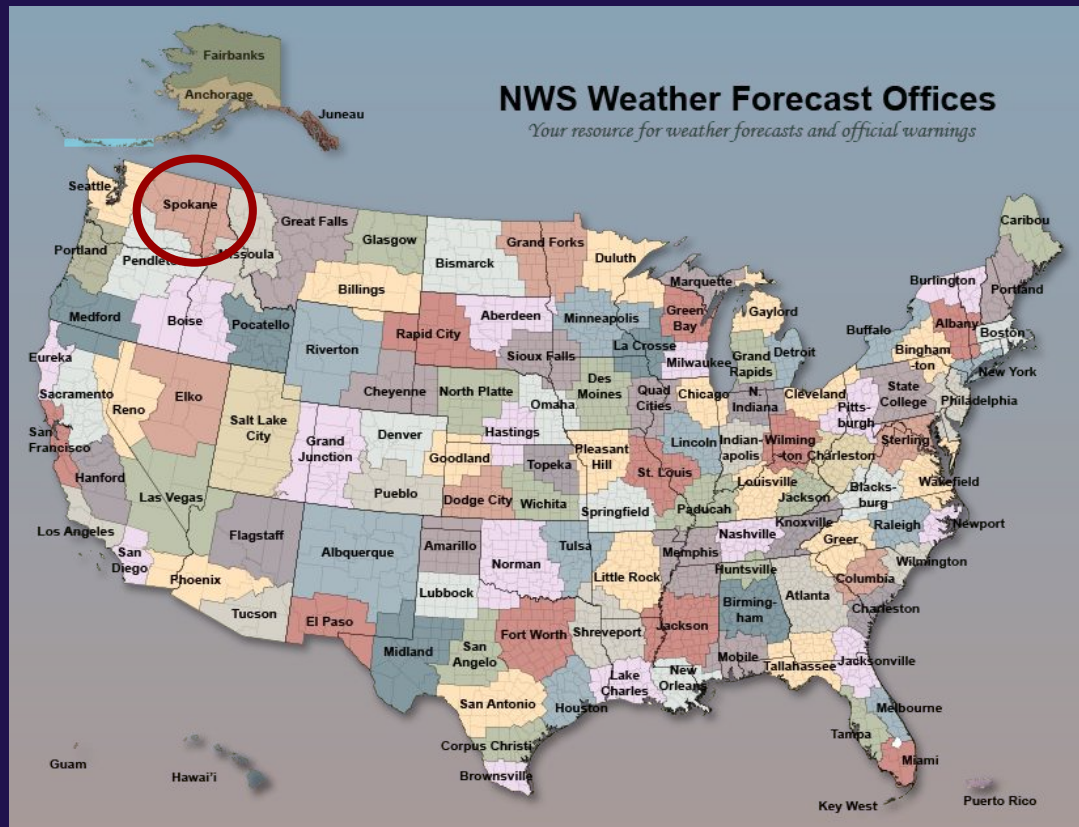 Fairbanks
Anchorage
Juneau
NWS Weather Forecast Offices
Your resource for weather forecasts and official warnings
Seattle
Spokane
Portland
Pendleto
Missoula
Great Falls
Glasgow
Bismarck
Grand Forks
Duluth
Marquette
Caribou
Burlington
Portland
Medford
Boise
Pocatello
Billings
Riverton
Rapid City
Aberdeen
Minneapolis
La Crosse
Green
Bay
Gaylord
Buffalo
Albany
Boston
Bingham
-ton
New York
Eureka
Sacramento
Reno
Elko
Salt Lake
City
Cheyenne
North Platte
Sioux Falls
Omaha
Des
Moines
Quad
Cities
Milwaukee
Chicago
Grand
Rapids
Detroit
N.
Indiana
Cleveland
Pitts-
burgh
State
College
Philadelphia
San
Francisco
Hanford
Las Vegas
Grand
Junction
Denver
Pueblo
Goodland
Hastings
Dodge City
Topeka
Wichita
Pleasant
Hill
Springfield
St. Louis
Lincoln
Indian-
apolis
Wilming
-ton
Charleston
Sterling
Wakefield
Louisville
Jackson
Blacks-
burg
Paducah
Los Angeles
San
Diego
Phoenix
Flagstaff
Tucson
Albquerque
El Paso
Amarillo
Lubbock
Midland
Norman
Tulsa
Little Rock
Memphis
Nashville
Knoxville
Huntsville
Greer
Raleigh
Newport
Wilmington
Columbia
Charleston
Atlanta
Birming-
ham
Jackson
Fort Worth
Shreveport
San
Angelo
San Antonio
Houston
Lake
Charles
New
Orleans
Mobile
Tallahassee
Jacksonville
Melbourne
Tampa
Miami
Key West
Corpus Christi
Brownsville
Guam
Hawai'i
Puerto Rico